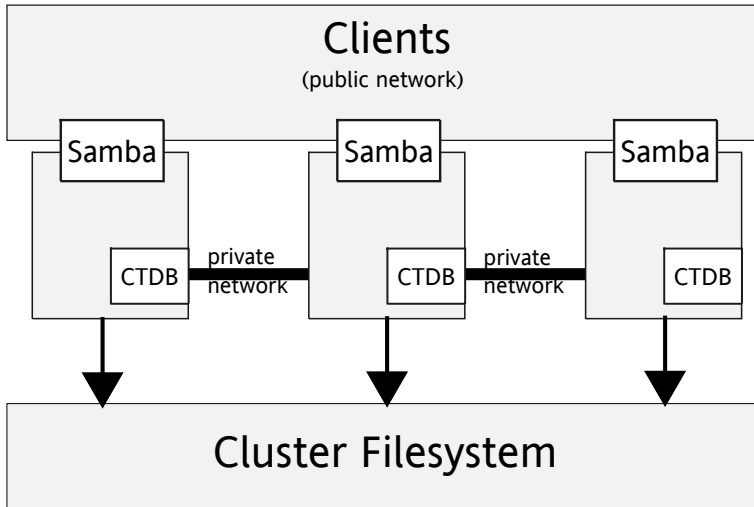 Clients
(public network)
Samba
Samba
Samba
private
network
private
network
CTDB
CTDB
CTDB
Cluster Filesystem